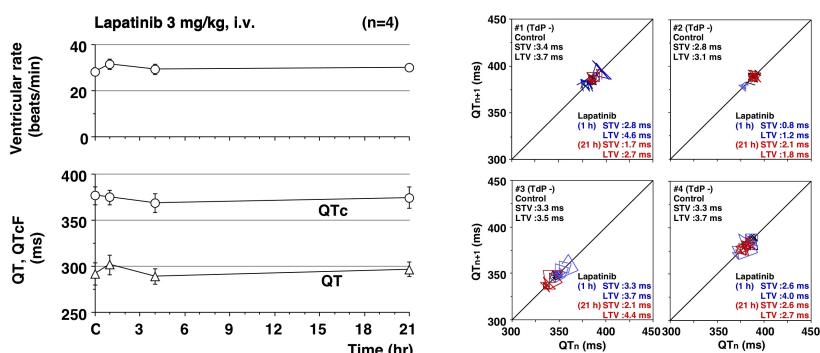 Lapatinib 3 mg/kg, i.v. (n=4)
Ventricular rate
(beats/min)
40
20
0
QT, QTcF
(ms)
400
350
300
250
QTc
QT
C 3 6 9 12 15 18 21
Time (hr)
#1 (TdP -)
Control
STV :3.4 ms
LTV :3.7 ms
Lapatinib
(1 h) STV :2.8 ms
LTV :4.6 ms
(21 h) STV :1.7 ms
LTV :2.7 ms
QTn+1 (ms)
450
400
350
300
#2 (TdP -)
Control
STV :2.8 ms
LTV :3.1 ms
Lapatinib
(1 h) STV :0.8 ms
LTV :1.2 ms
(21 h) STV :2.1 ms
LTV :1.8 ms
#3 (TdP -)
Control
STV :3.3 ms
LTV :3.5 ms
Lapatinib
(1 h) STV :3.3 ms
LTV :3.7 ms
(21 h) STV :2.1 ms
LTV :4.4 ms
QTn+1 (ms)
450
400
350
300
300 350 400 450
QTn (ms)
#4 (TdP -)
Control
STV :3.3 ms
LTV :3.7 ms
Lapatinib
(1 h) STV :2.6 ms
LTV :4.0 ms
(21 h) STV :2.6 ms
LTV :2.7 ms
300 350 400 450
QTn (ms)